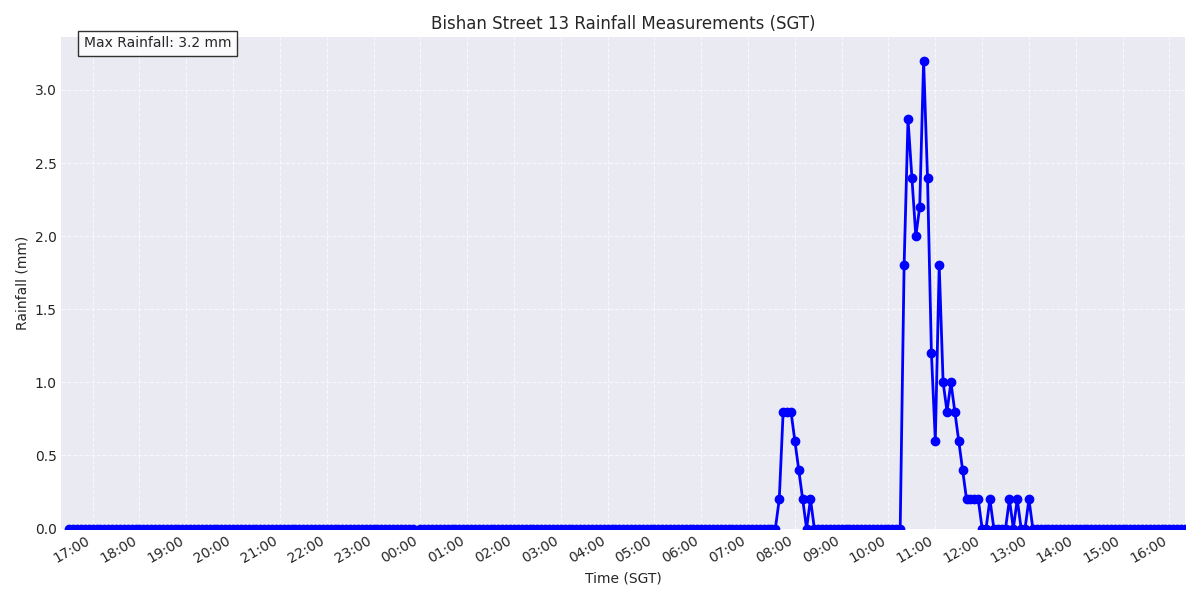 Bishan Street 13 Rainfall Measurements (SGT)
Max Rainfall: 3.2 mm
Rainfall (mm)
3.0
2.5
2.0
1.5
1.0
0.5
0.0
17:00 18:00 19:00 20:00 21:00 22:00 23:00 00:00 01:00 02:00 03:00 04:00 05:00 06:00 07:00 08:00 09:00 10:00 11:00 12:00 13:00 14:00 15:00 16:00
Time (SGT)